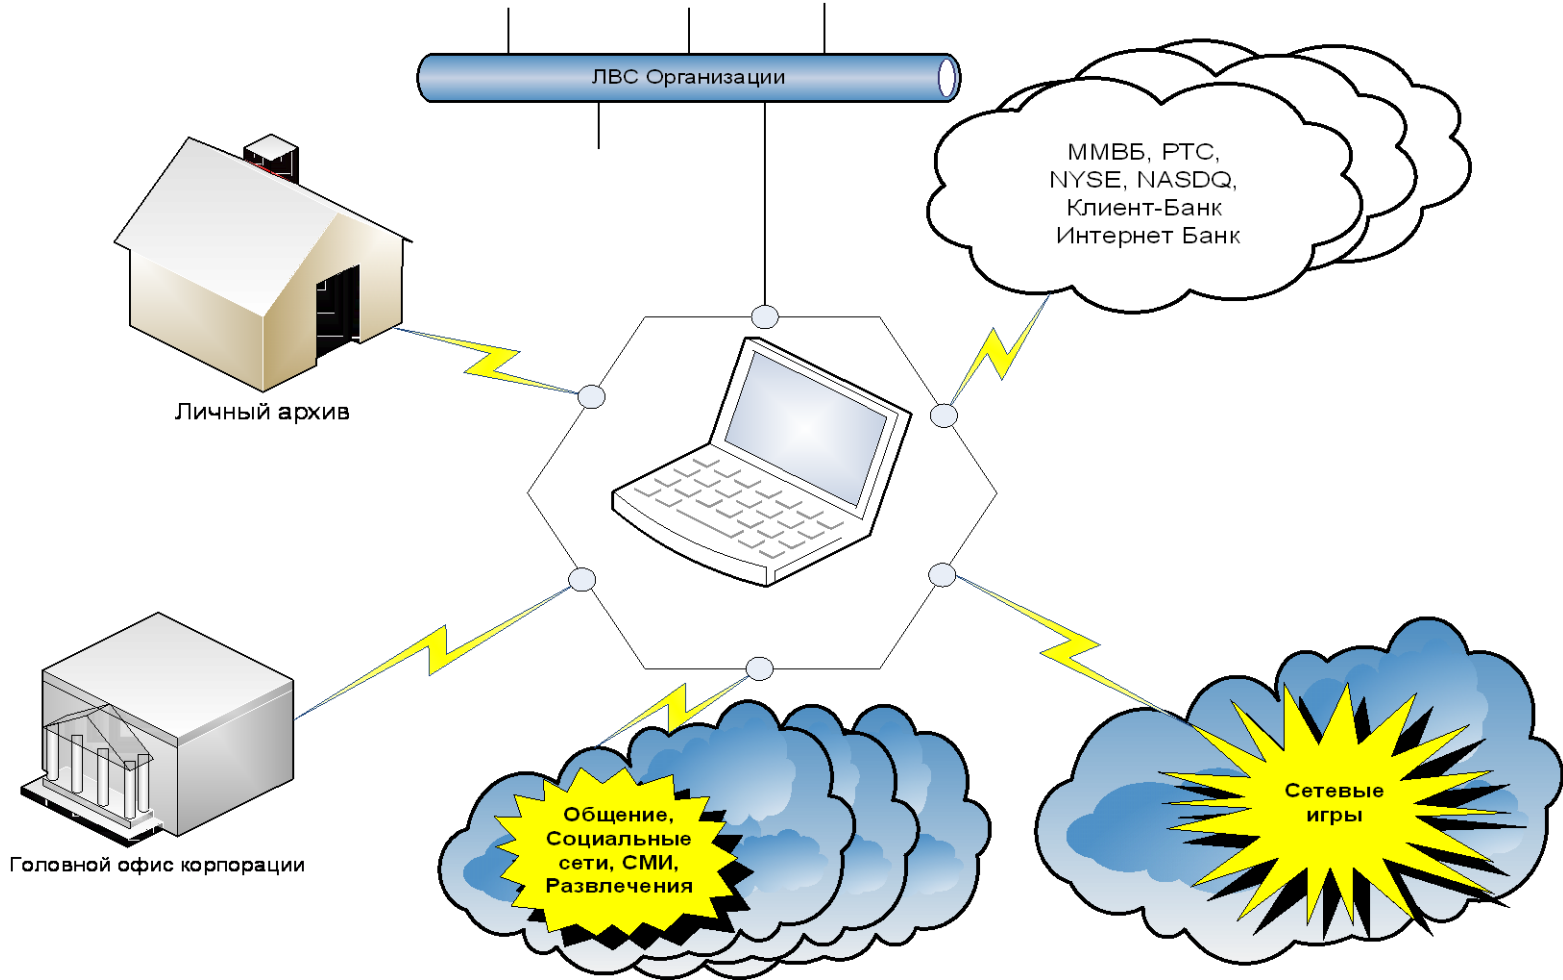 ЛВС Организации
ММВБ, РТС,
NYSE, NASDQ,
Клиент-Банк
Интернет Банк
Личный архив
Головной офис корпорации
Общение,
Социальные
сети, СМИ,
Развлечения
Сетевые
игры